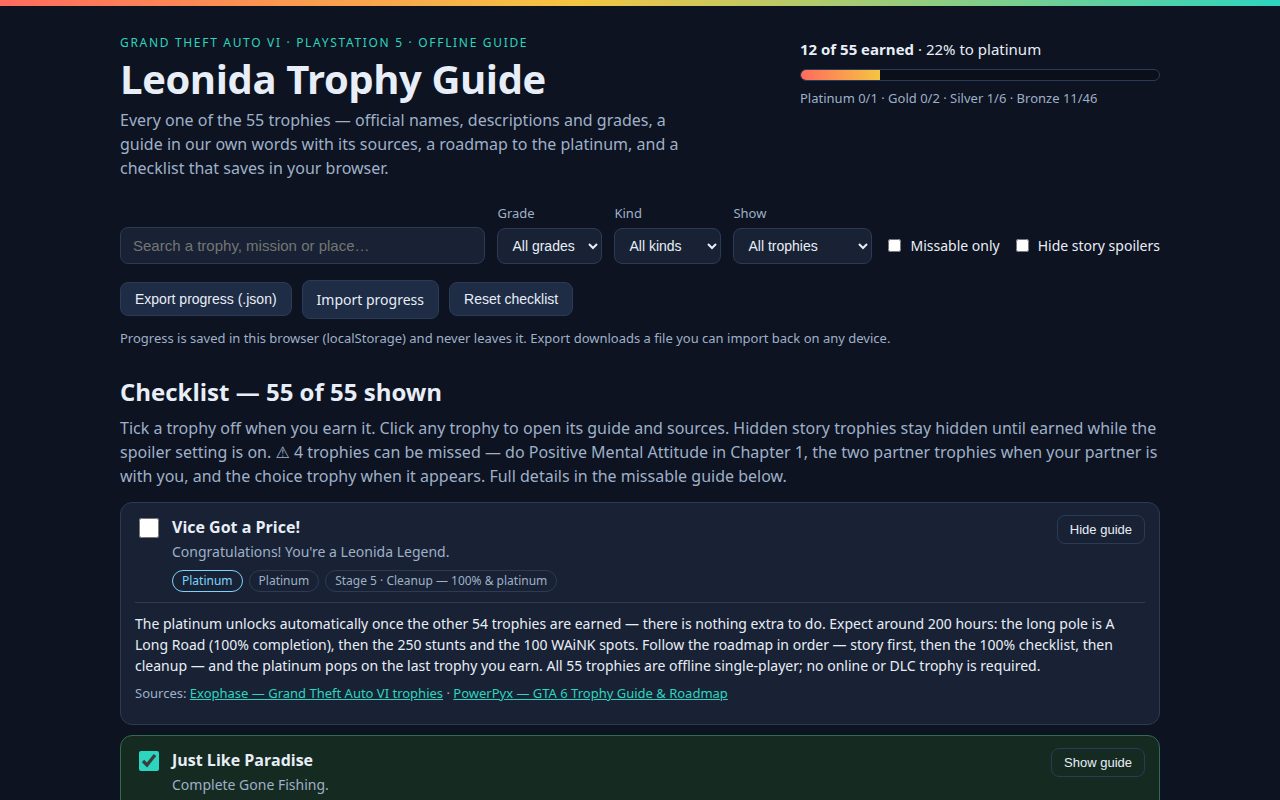 GRAND THEFT AUTO VI · PLAYSTATION 5 · OFFLINE GUIDE
Leonida Trophy Guide
Every one of the 55 trophies — official names, descriptions and grades, a
guide in our own words with its sources, a roadmap to the platinum, and a
checklist that saves in your browser.
12 of 55 earned · 22% to platinum
Platinum 0/1 · Gold 0/2 · Silver 1/6 · Bronze 11/46
Grade
Kind
Show
Search a trophy, mission or place…
All grades
All kinds
All trophies
Missable only
Hide story spoilers
Export progress (.json)
Import progress
Reset checklist
Progress is saved in this browser (localStorage) and never leaves it. Export downloads a file you can import back on any device.
Checklist — 55 of 55 shown
Tick a trophy off when you earn it. Click any trophy to open its guide and sources. Hidden story trophies stay hidden until earned while the
spoiler setting is on. ⚠ 4 trophies can be missed — do Positive Mental Attitude in Chapter 1, the two partner trophies when your partner is
with you, and the choice trophy when it appears. Full details in the missable guide below.
Vice Got a Price!
Hide guide
Congratulations! You're a Leonida Legend.
Platinum
Platinum
Stage 5 · Cleanup — 100% & platinum
The platinum unlocks automatically once the other 54 trophies are earned — there is nothing extra to do. Expect around 200 hours: the long pole is A
Long Road (100% completion), then the 250 stunts and the 100 WAiNK spots. Follow the roadmap in order — story first, then the 100% checklist, then
cleanup — and the platinum pops on the last trophy you earn. All 55 trophies are offline single-player; no online or DLC trophy is required.
Sources: Exophase — Grand Theft Auto VI trophies · PowerPyx — GTA 6 Trophy Guide & Roadmap
Just Like Paradise
Show guide
Complete Gone Fishing.